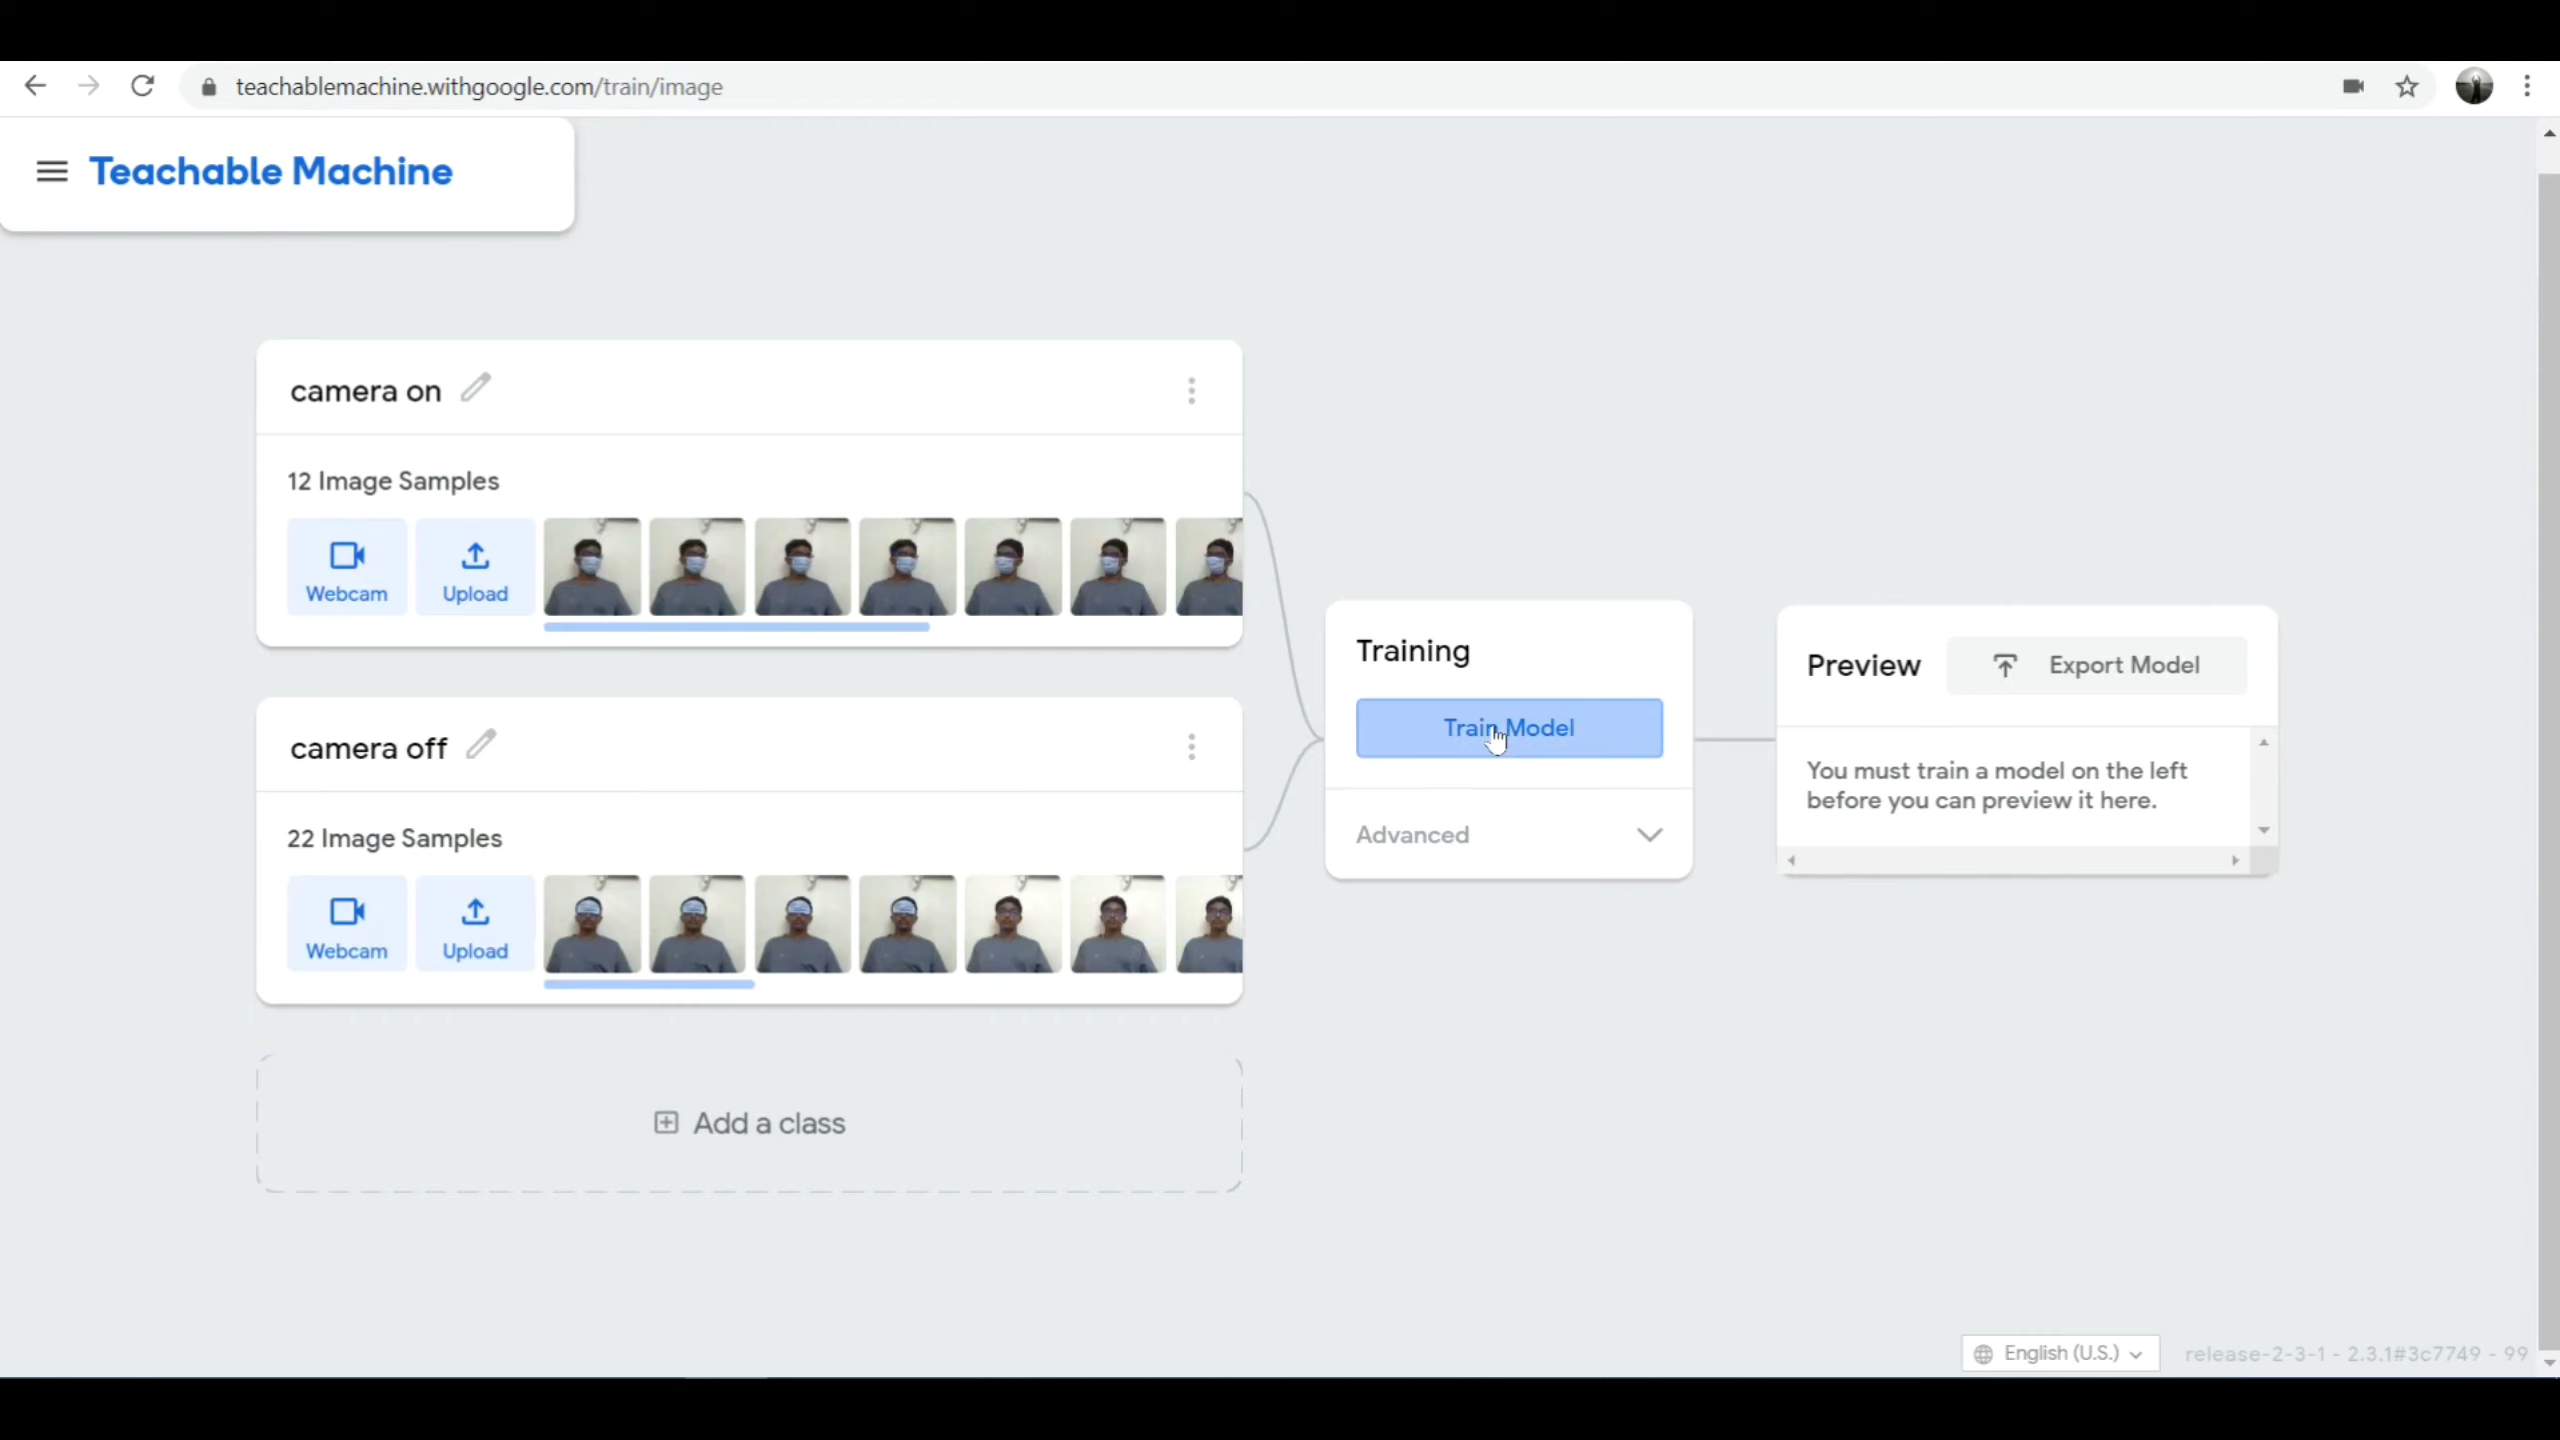 teachablemachine.withgoogle.com/train/image
Teachable Machine
camera on
12 Image Samples
Webcam
Upload
camera off
22 Image Samples
Webcam
Upload
Add a class
Training
Train Model
Advanced
Preview
Export Model
You must train a model on the left
before you can preview it here.
English (U.S.)
release-2-3-1 - 2.3.1#3c7749 - 99